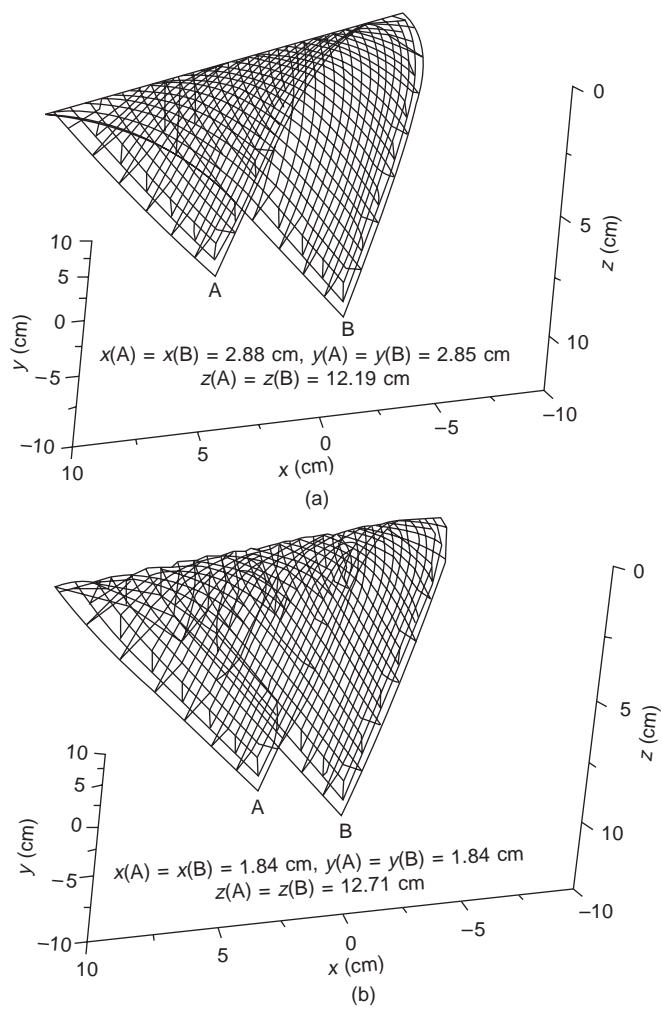 0
5
10
z (cm)
10
5
0
−5
−10
y (cm)
A
B
x(A) = x(B) = 2.88 cm, y(A) = y(B) = 2.85 cm
z(A) = z(B) = 12.19 cm
10
5
0
−5
−10
x (cm)
(a)
0
5
10
z (cm)
10
5
0
−5
−10
y (cm)
A
B
x(A) = x(B) = 1.84 cm, y(A) = y(B) = 1.84 cm
z(A) = z(B) = 12.71 cm
10
5
0
−5
−10
x (cm)
(b)